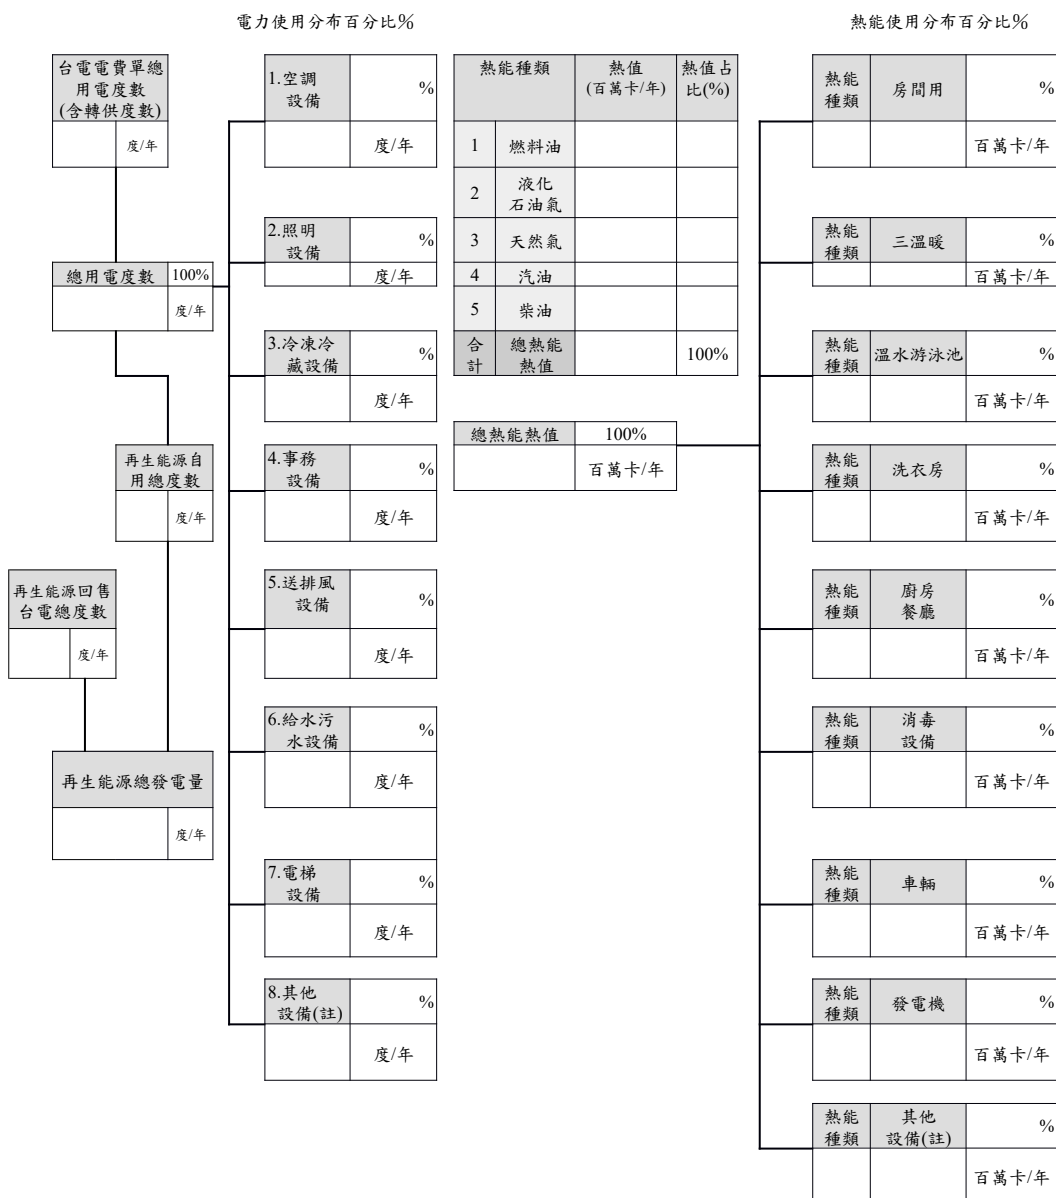 電力使用分布百分比%
熱能使用分布百分比%
台電電費單總
用電度數
(含轉供度數)
度/年
總用電度數 100%
度/年
再生能源自
用總度數
度/年
再生能源回售
台電總度數
度/年
再生能源總發電量
度/年
1.空調
設備
%
度/年
2.照明
設備
%
度/年
3.冷凍冷
藏設備
%
度/年
4.事務
設備
%
度/年
5.送排風
設備
%
度/年
6.給水污
水設備
%
度/年
7.電梯
設備
%
度/年
8.其他
設備(註)
%
度/年
熱能種類
熱值
(百萬卡/年)
熱值占
比(%)
1 燃料油
2 液化
石油氣
3 天然氣
4 汽油
5 柴油
合
計
總熱能
熱值
100%
總熱能熱值 100%
百萬卡/年
熱能
種類
房間用
%
百萬卡/年
熱能
種類
三溫暖
%
百萬卡/年
熱能
種類
溫水游泳池
%
百萬卡/年
熱能
種類
洗衣房
%
百萬卡/年
熱能
種類
廚房
餐廳
%
百萬卡/年
熱能
種類
消毒
設備
%
百萬卡/年
熱能
種類
車輛
%
百萬卡/年
熱能
種類
發電機
%
百萬卡/年
熱能
種類
其他
設備(註)
%
百萬卡/年